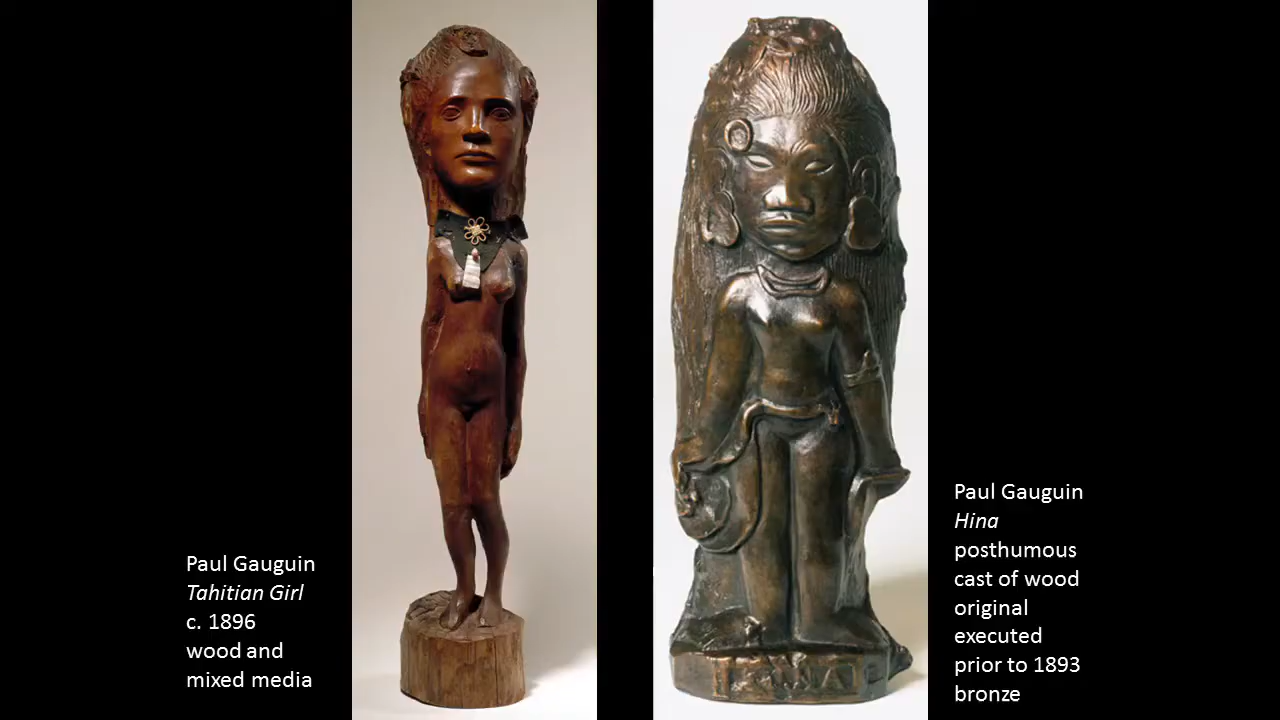 Paul Gauguin
Tahitian Girl
c. 1896
wood and
mixed media
Paul Gauguin
Hina
posthumous
cast of wood
original
executed
prior to 1893
bronze
HINA